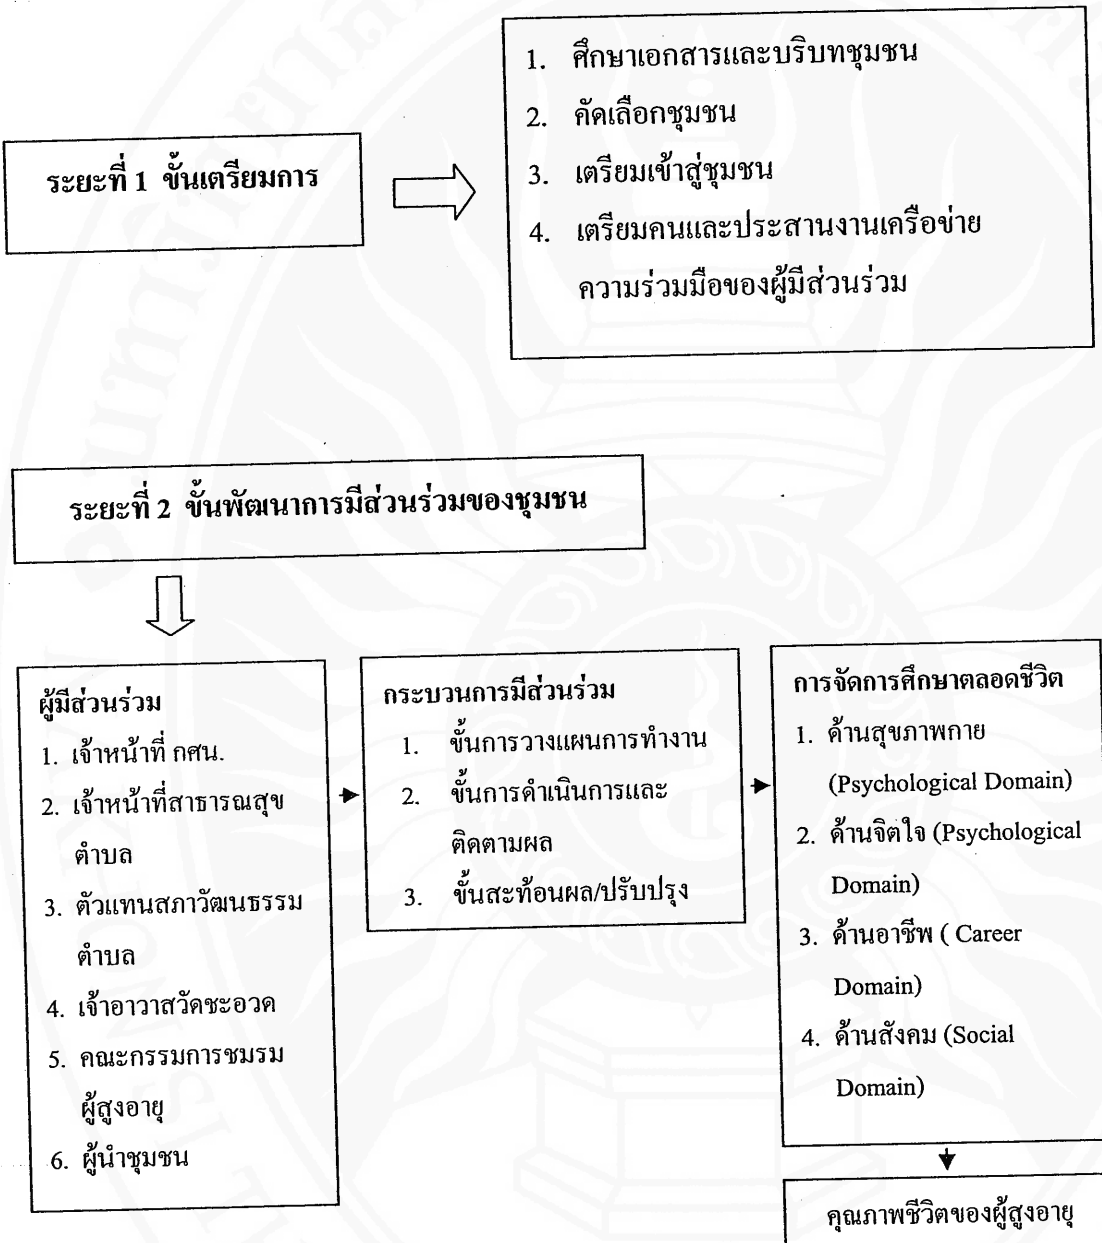 1. ศึกษาเอกสารและบริบทชุมชน
2. คัดเลือกชุมชน
3. เตรียมเข้าสู่ชุมชน
4. เตรียมคนและประสานงานเครือข่าย
ความร่วมมือของผู้มีส่วนร่วม
ระยะที่ 1 ขั้นเตรียมการ
ระยะที่ 2 ขั้นพัฒนาการมีส่วนร่วมของชุมชน
ผู้มีส่วนร่วม
1. เจ้าหน้าที่ กศน.
2. เจ้าหน้าที่สาธารณสุข
ตำบล
3. ตัวแทนสภาวัฒนธรรม
ตำบล
4. เจ้าอาวาสวัดชะอวด
5. คณะกรรมการชมรม
ผู้สูงอายุ
6. ผู้นำชุมชน
กระบวนการมีส่วนร่วม
1. ขั้นการวางแผนการทำงาน
2. ขั้นการดำเนินการและ
ติดตามผล
3. ขั้นสะท้อนผล/ปรับปรุง
การจัดการศึกษาตลอดชีวิต
1. ด้านสุขภาพกาย
(Psychological Domain)
2. ด้านจิตใจ (Psychological
Domain)
3. ด้านอาชีพ ( Career
Domain)
4. ด้านสังคม (Social
Domain)
คุณภาพชีวิตของผู้สูงอายุ